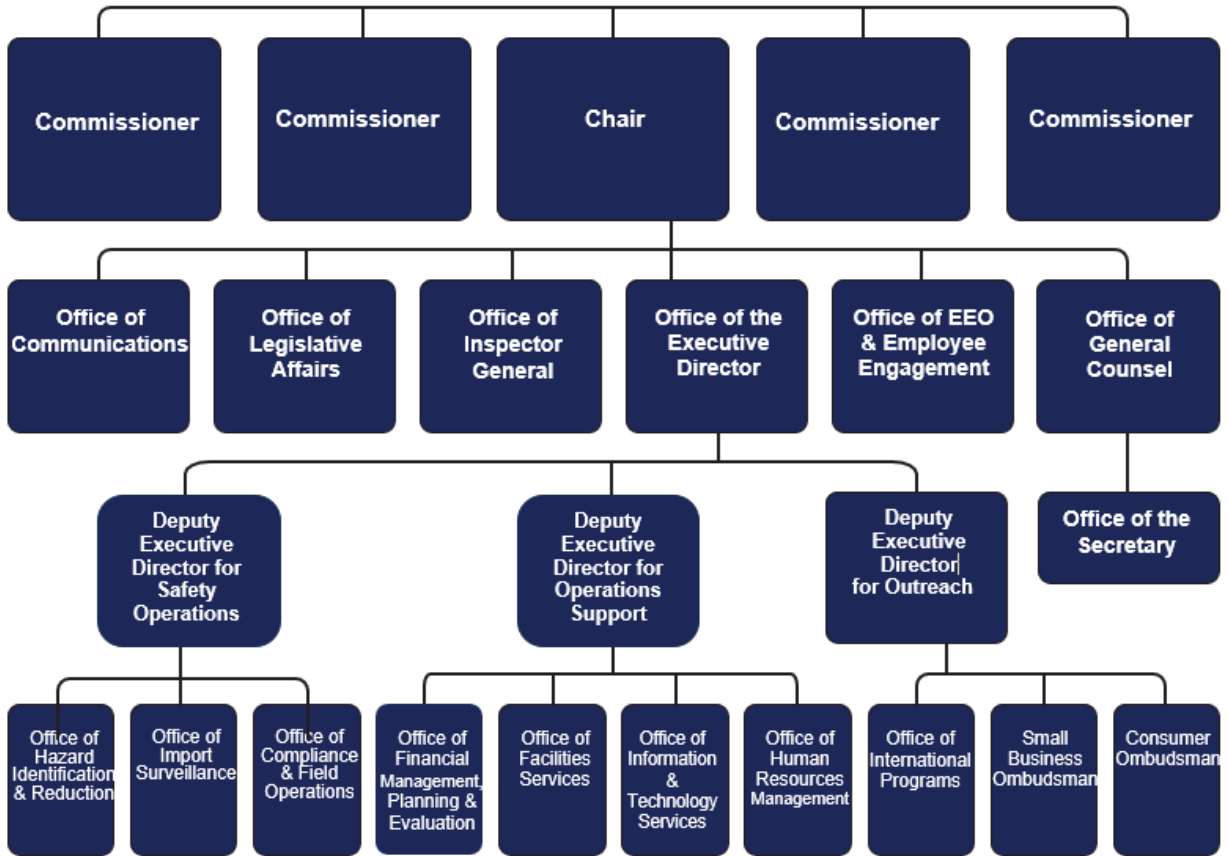 Commissioner
Commissioner
Chair
Commissioner
Commissioner
Office of
Communications
Office of
Legislative
Affairs
Office of
Inspector
General
Office of the
Executive
Director
Office of EEO
& Employee
Engagement
Office of
General
Counsel
Deputy
Executive
Director for
Safety
Operations
Deputy
Executive
Director for
Operations
Support
Deputy
Executive
Director
for Outreach
Office of the
Secretary
Office of
Hazard
Identification
& Reduction
Office of
Import
Surveillance
Office of
Compliance
& Field
Operations
Office of
Financial
Management,
Planning &
Evaluation
Office of
Facilities
Services
Office of
Information
&
Technology
Services
Office of
Human
Resources
Management
Office of
International
Programs
Small
Business
Ombudsman
Consumer
Ombudsman